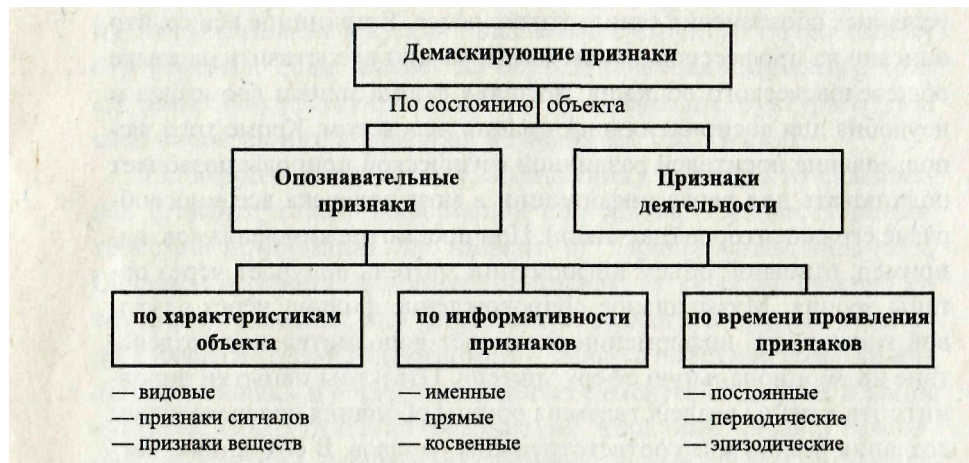 Демаскирующие признаки
По состоянию объекта
Опознавательные
признаки
Признаки
деятельности
по характеристикам
объекта
по информативности
признаков
по времени проявления
признаков
— видовые
— признаки сигналов
— признаки веществ
— именные
— прямые
— косвенные
— постоянные
— периодические
— эпизодические